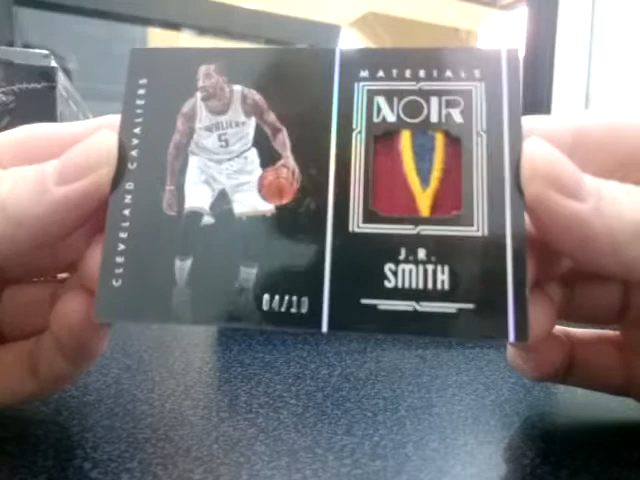 CLEVELAND CAVALIERS
5
04/10
MATERIALS
NOIR
J.R.
SMITH